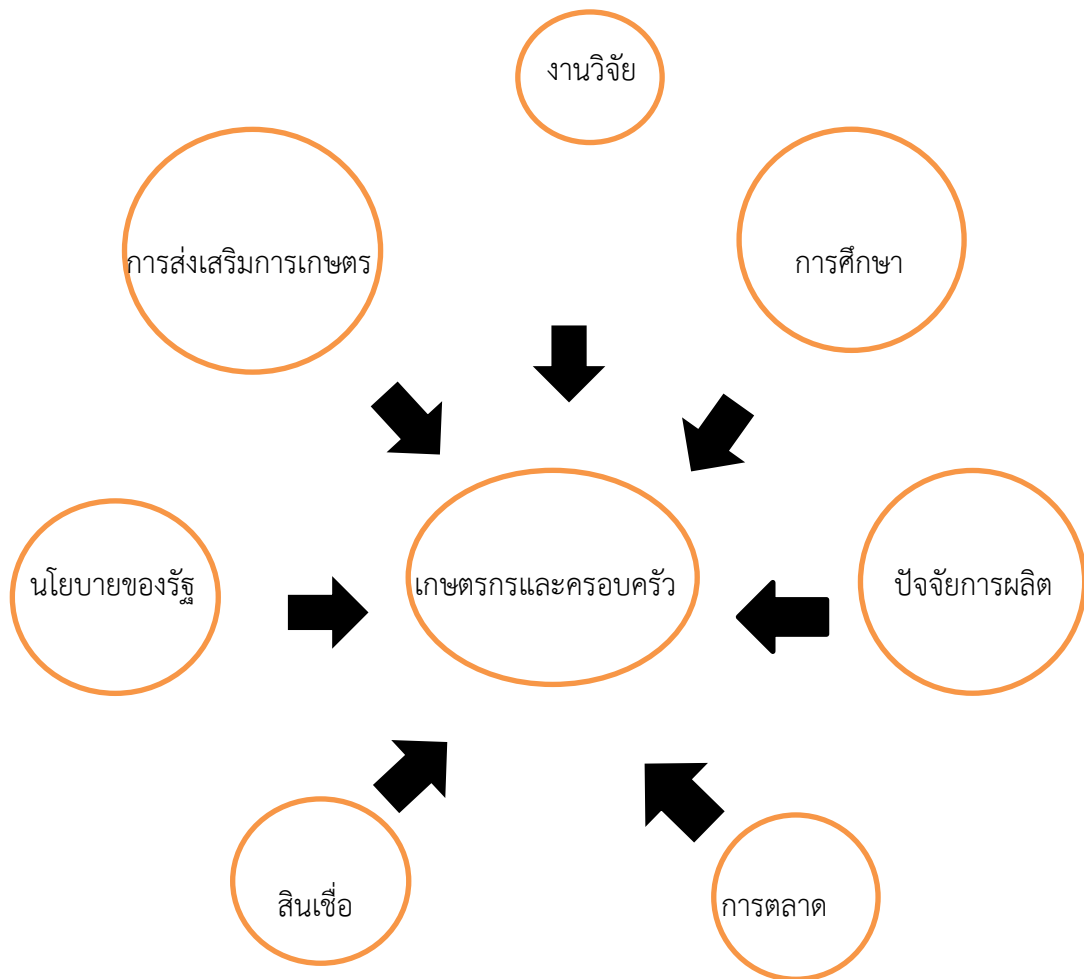 งานวิจัย
การส่งเสริมการเกษตร
การศึกษา
นโยบายของรัฐ
เกษตรกรและครอบครัว
ปัจจัยการผลิต
สินเชื่อ
การตลาด